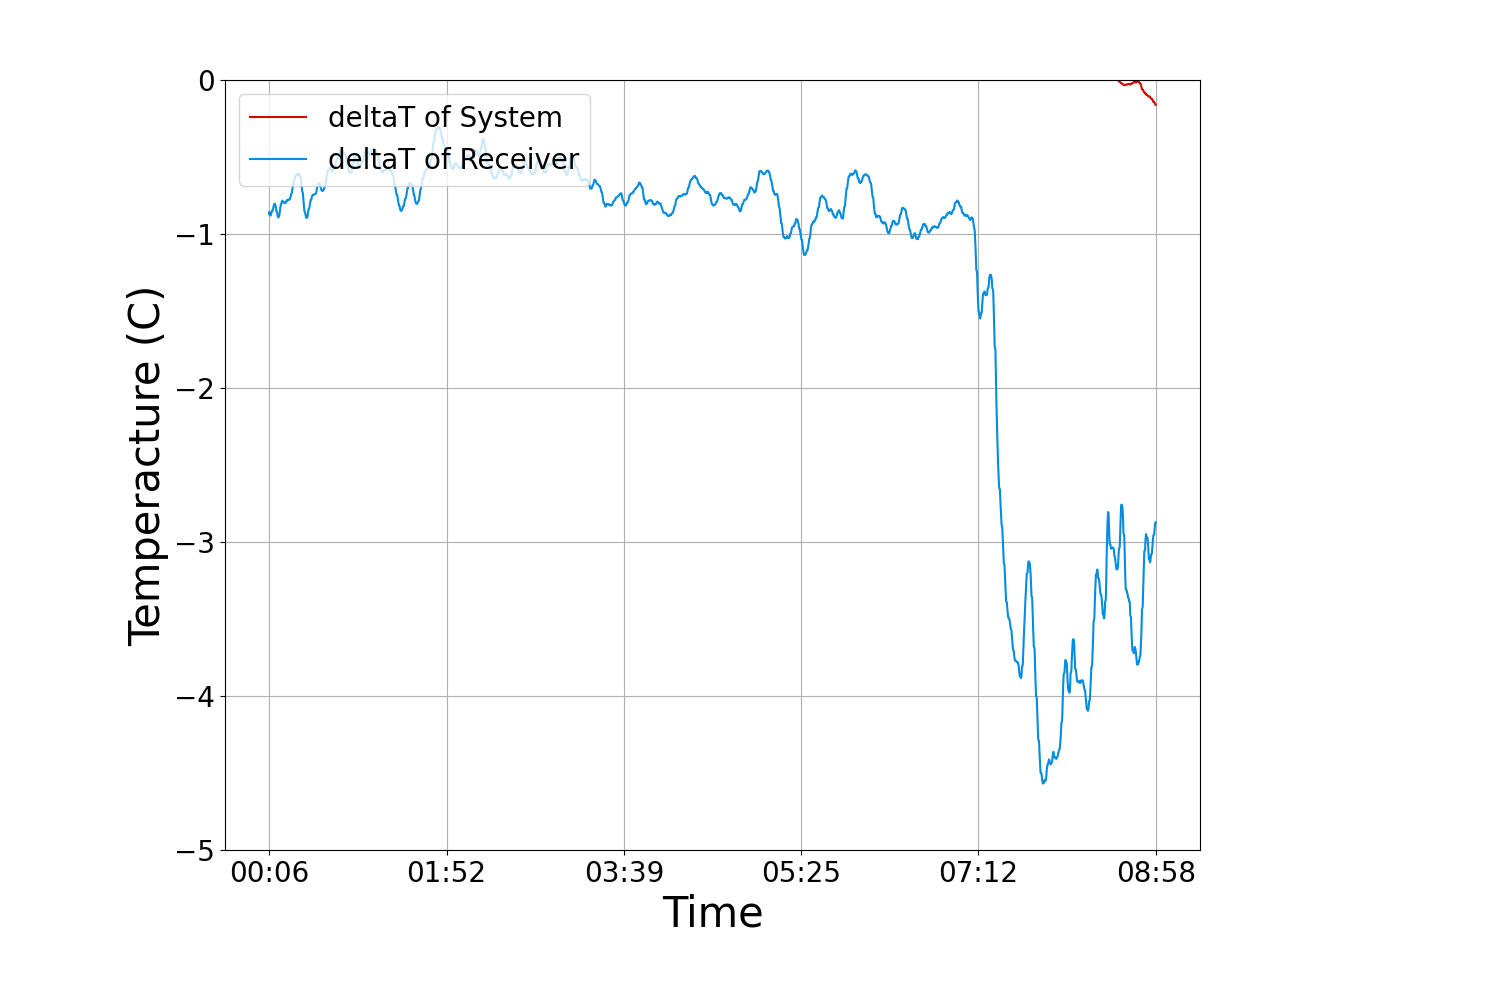 deltaT of System
deltaT of Receiver
0
−1
−2
−3
−4
−5
Temperacture (C)
00:06 01:52 03:39 05:25 07:12 08:58
Time